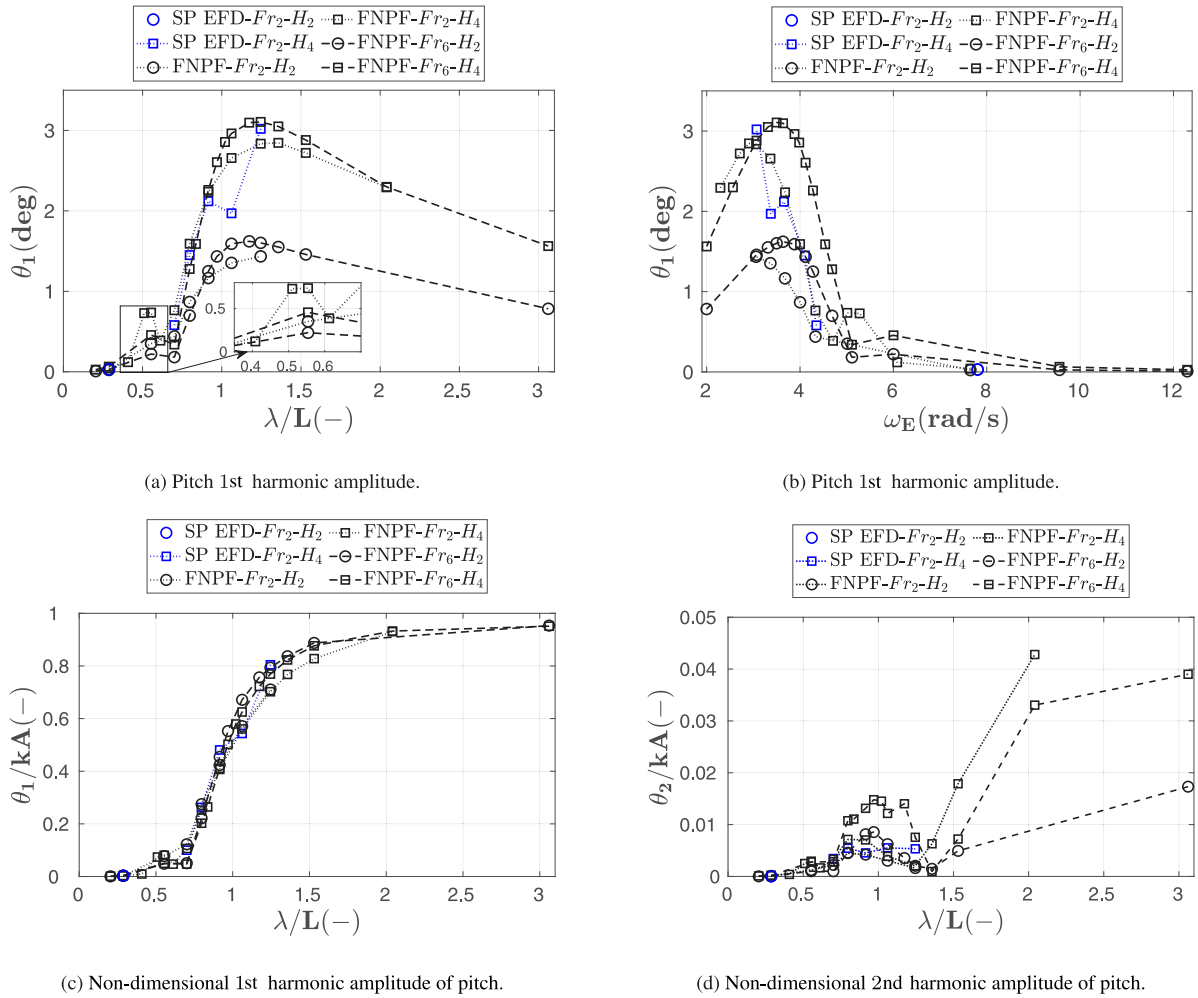 SP EFD-Fr₂-H₂ FNPF-Fr₂-H₄
SP EFD-Fr₂-H₄ FNPF-Fr₆-H₂
FNPF-Fr₂-H₂ FNPF-Fr₆-H₄
3
2
1
0
θ₁(deg)
0.5
0
0.4 0.5 0.6
0 0.5 1 1.5 2 2.5 3
λ/L(−)
(a) Pitch 1st harmonic amplitude.
SP EFD-Fr₂-H₂ FNPF-Fr₂-H₄
SP EFD-Fr₂-H₄ FNPF-Fr₆-H₂
FNPF-Fr₂-H₂ FNPF-Fr₆-H₄
3
2
1
0
θ₁(deg)
2 4 6 8 10 12
ω_E(rad/s)
(b) Pitch 1st harmonic amplitude.
SP EFD-Fr₂-H₂ FNPF-Fr₂-H₄
SP EFD-Fr₂-H₄ FNPF-Fr₆-H₂
FNPF-Fr₂-H₂ FNPF-Fr₆-H₄
1
0.8
0.6
0.4
0.2
0
θ₁/kA(−)
0 0.5 1 1.5 2 2.5 3
λ/L(−)
(c) Non-dimensional 1st harmonic amplitude of pitch.
SP EFD-Fr₂-H₂ FNPF-Fr₂-H₄
SP EFD-Fr₂-H₄ FNPF-Fr₆-H₂
FNPF-Fr₂-H₂ FNPF-Fr₆-H₄
0.05
0.04
0.03
0.02
0.01
0
θ₂/kA(−)
0 0.5 1 1.5 2 2.5 3
λ/L(−)
(d) Non-dimensional 2nd harmonic amplitude of pitch.